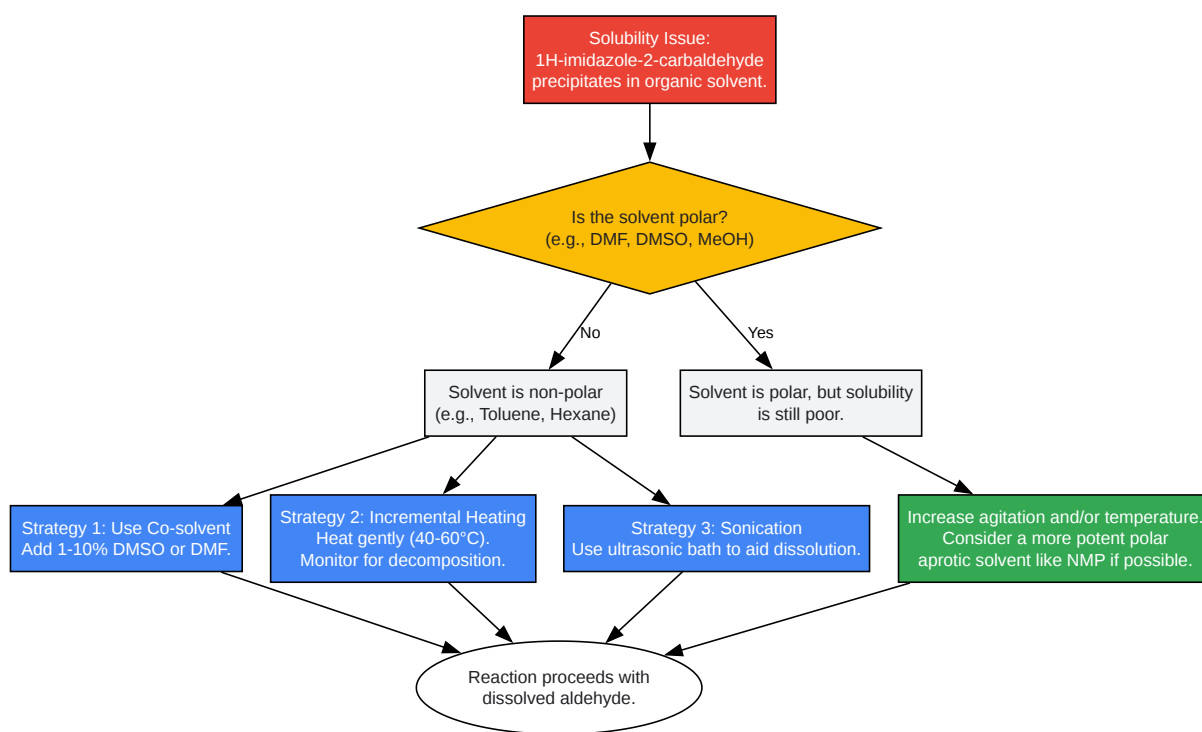 Solubility Issue:
1H-imidazole-2-carbaldehyde
precipitates in organic solvent.
Is the solvent polar?
(e.g., DMF, DMSO, MeOH)
No
Yes
Solvent is non-polar
(e.g., Toluene, Hexane)
Solvent is polar, but solubility
is still poor.
Strategy 1: Use Co-solvent
Add 1-10% DMSO or DMF.
Strategy 2: Incremental Heating
Heat gently (40-60°C).
Monitor for decomposition.
Strategy 3: Sonication
Use ultrasonic bath to aid dissolution.
Increase agitation and/or temperature.
Consider a more potent polar
aprotic solvent like NMP if possible.
Reaction proceeds with
dissolved aldehyde.